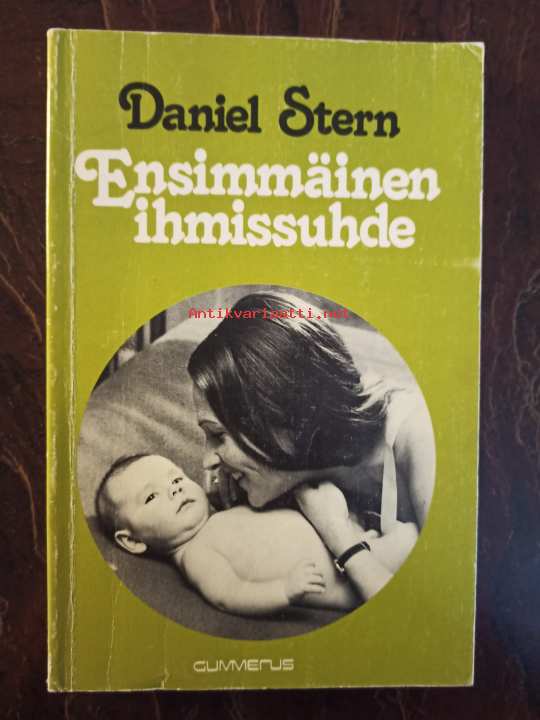 Daniel Stern
Ensimmäinen
ihmissuhde
Antikvariaatti.net
GUMMERUS